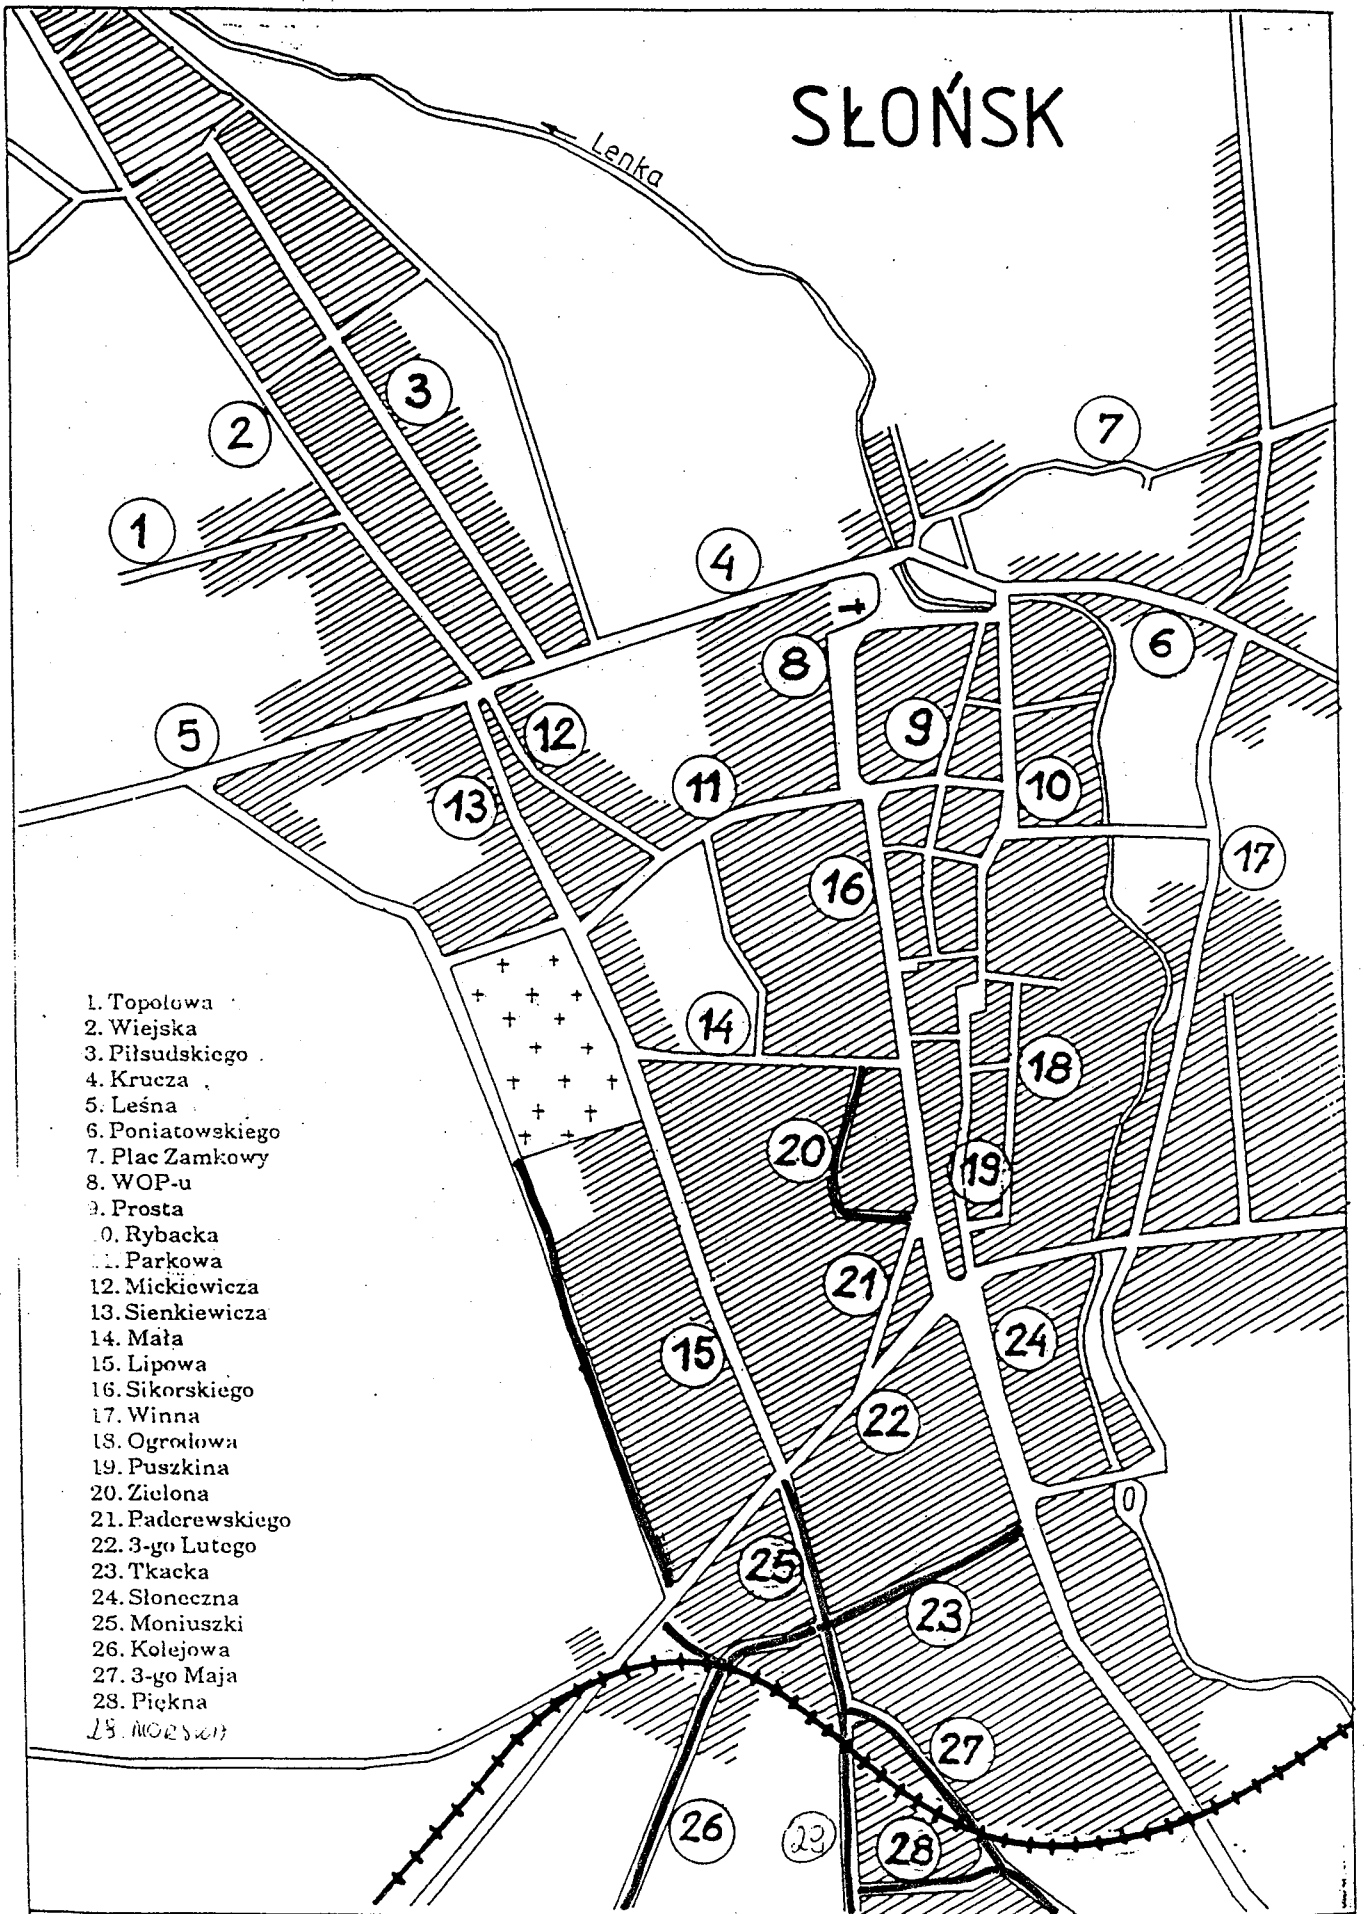 SŁOŃSK
Lenka
3
2
7
1
4
6
8
5
9
12
11
10
13
17
16
14
18
20
19
21
15
24
22
25
23
27
26
29
28
1. Topolowa
2. Wiejska
3. Piłsudskiego
4. Krucza
5. Leśna
6. Poniatowskiego
7. Plac Zamkowy
8. WOP-u
9. Prosta
0. Rybacka
1. Parkowa
12. Mickiewicza
13. Sienkiewicza
14. Mała
15. Lipowa
16. Sikorskiego
17. Winna
18. Ogrodowa
19. Puszkina
20. Zielona
21. Paderewskiego
22. 3-go Lutego
23. Tkacka
24. Słoneczna
25. Moniuszki
26. Kolejowa
27. 3-go Maja
28. Piękna